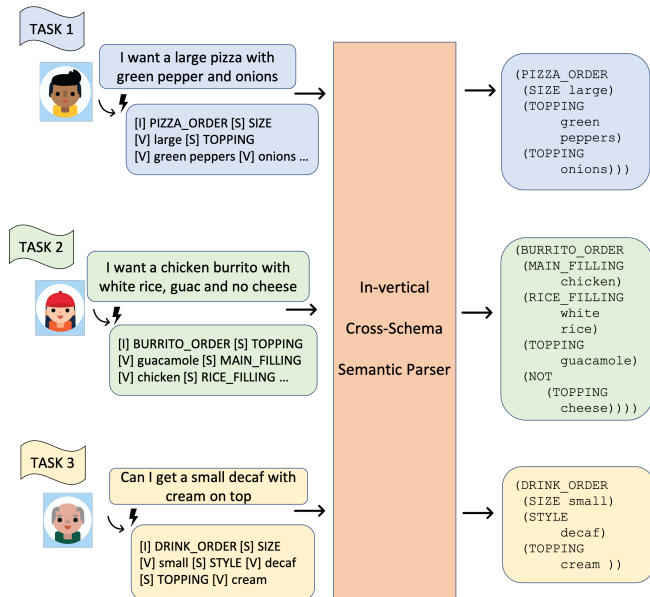 TASK 1
I want a large pizza with
green pepper and onions
[I] PIZZA_ORDER [S] SIZE
[V] large [S] TOPPING
[V] green peppers [V] onions ...
(PIZZA_ORDER
(SIZE large)
(TOPPING
green
peppers)
(TOPPING
onions)))
TASK 2
I want a chicken burrito with
white rice, guac and no cheese
[I] BURRITO_ORDER [S] TOPPING
[V] guacamole [S] MAIN_FILLING
[V] chicken [S] RICE_FILLING ...
In-vertical
Cross-Schema
Semantic Parser
(BURRITO_ORDER
(MAIN_FILLING
chicken)
(RICE_FILLING
white
rice)
(TOPPING
guacamole)
(NOT
(TOPPING
cheese))))
TASK 3
Can I get a small decaf with
cream on top
[I] DRINK_ORDER [S] SIZE
[V] small [S] STYLE [V] decaf
[S] TOPPING [V] cream
(DRINK_ORDER
(SIZE small)
(STYLE
decaf)
(TOPPING
cream ))